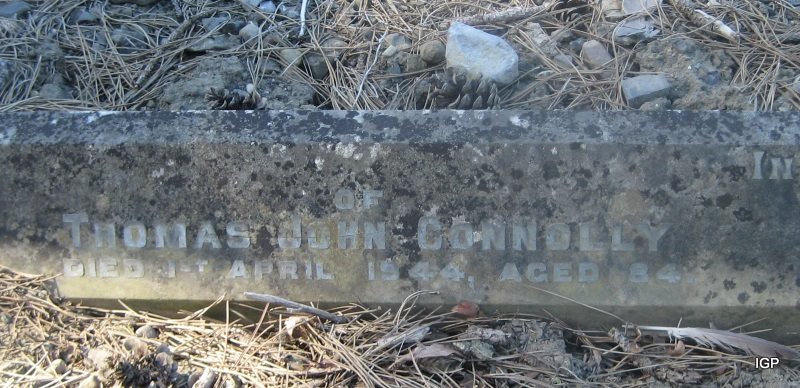 IN
OF
THOMAS JOHN CONNOLLY
DIED 1ST APRIL 1944, AGED 84
IGP